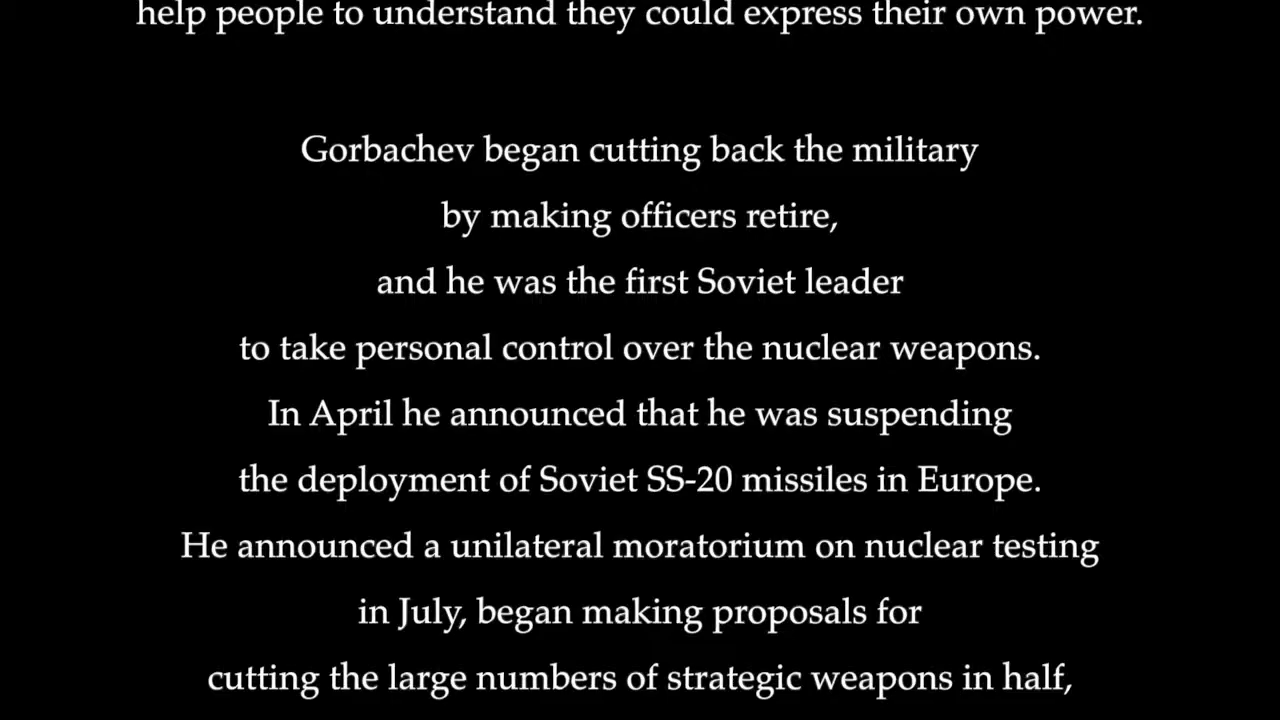 help people to understand they could express their own power.
Gorbachev began cutting back the military
by making officers retire,
and he was the first Soviet leader
to take personal control over the nuclear weapons.
In April he announced that he was suspending
the deployment of Soviet SS-20 missiles in Europe.
He announced a unilateral moratorium on nuclear testing
in July, began making proposals for
cutting the large numbers of strategic weapons in half,